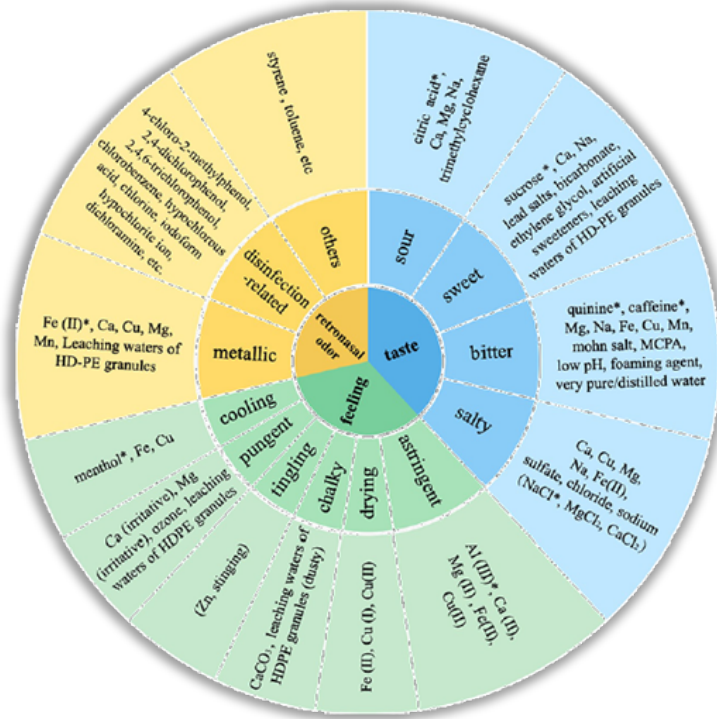 retronasal
odor
taste
feeling
others
disinfection
-related
metallic
sour
sweet
bitter
salty
cooling
pungent
tingling
chalky
drying
astringent
styrene , toluene, etc
4-chloro-2-methylphenol,
2,4-dichlorophenol,
2,4,6-trichlorphenol,
chorobenzene, hypochlorous
acid, chlorine, iodoform
hypochlorite ion,
dichloramine, etc.
Fe (II)*, Ca, Cu, Mg,
Mn, Leaching waters of
HD-PE granules
citric acid*,
Ca, Mg, Na,
trimethylcyclohexane
sucrose *, Ca, Na,
lead salts, bicarbonate,
ethylene glycol, artificial
sweeteners, leaching
waters of HD-PE granules
quinine*, caffeine*,
Mg, Na, Fe, Cu, Mn,
mohn salt, MCPA,
low pH, foaming agent,
very pure/distilled water
Ca, Cu, Mg,
Na, Fe(II),
sulfate, chloride, sodium
(NaCl*, MgCl₂, CaCl₂)
menthol*, Fe, Cu
Ca (irritative), Mg
(irritative), ozone, leaching
waters of HDPE granules
(Zn, stinging)
CaCO₃, leaching waters of
HDPE granules (dusty)
Fe (II), Cu (I), Cu(II)
Al (III)*, Ca (II),
Mg (II) , Fe(II),
Cu(II)